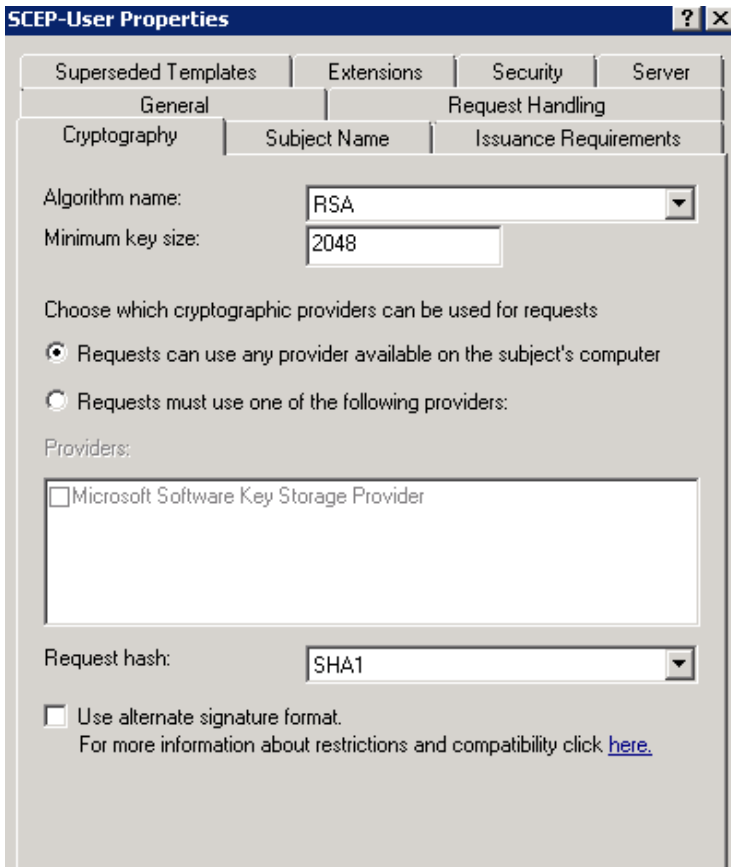 SCEP-User Properties
Superseded Templates Extensions Security Server
General Request Handling
Cryptography Subject Name Issuance Requirements
Algorithm name: RSA
Minimum key size: 2048
Choose which cryptographic providers can be used for requests
Requests can use any provider available on the subject's computer
Requests must use one of the following providers:
Providers:
Microsoft Software Key Storage Provider
Request hash: SHA1
Use alternate signature format.
For more information about restrictions and compatibility click here.